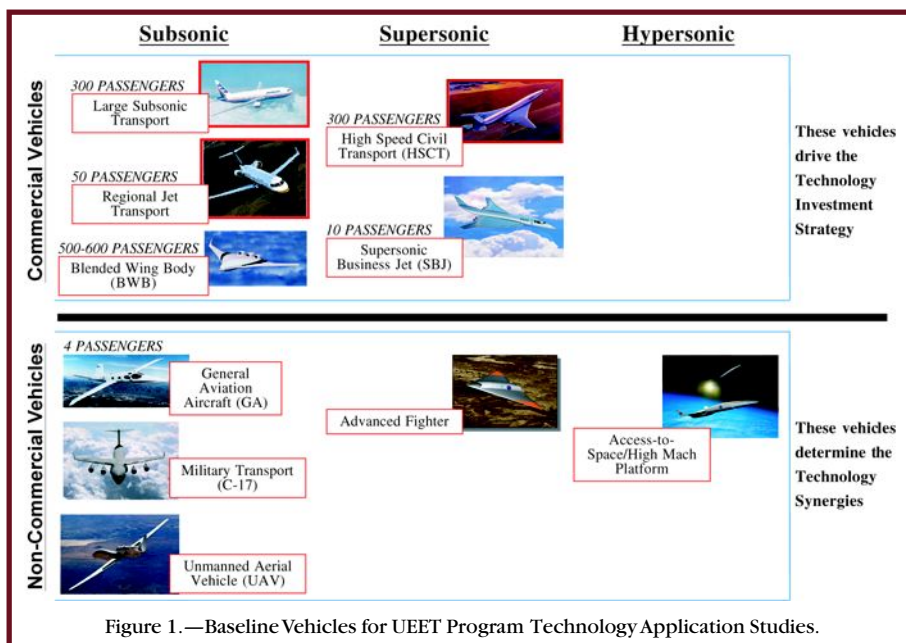 Subsonic
Supersonic
Hypersonic
Commercial Vehicles
300 PASSENGERS
Large Subsonic
Transport
50 PASSENGERS
Regional Jet
Transport
500-600 PASSENGERS
Blended Wing Body
(BWB)
300 PASSENGERS
High Speed Civil
Transport (HSCT)
10 PASSENGERS
Supersonic
Business Jet (SBJ)
These vehicles
drive the
Technology
Investment
Strategy
Non-Commercial Vehicles
4 PASSENGERS
General
Aviation
Aircraft (GA)
Military Transport
(C-17)
Unmanned Aerial
Vehicle (UAV)
Advanced Fighter
Access-to-
Space/High Mach
Platform
These vehicles
determine the
Technology
Synergies
Figure 1.—Baseline Vehicles for UEET Program Technology Application Studies.